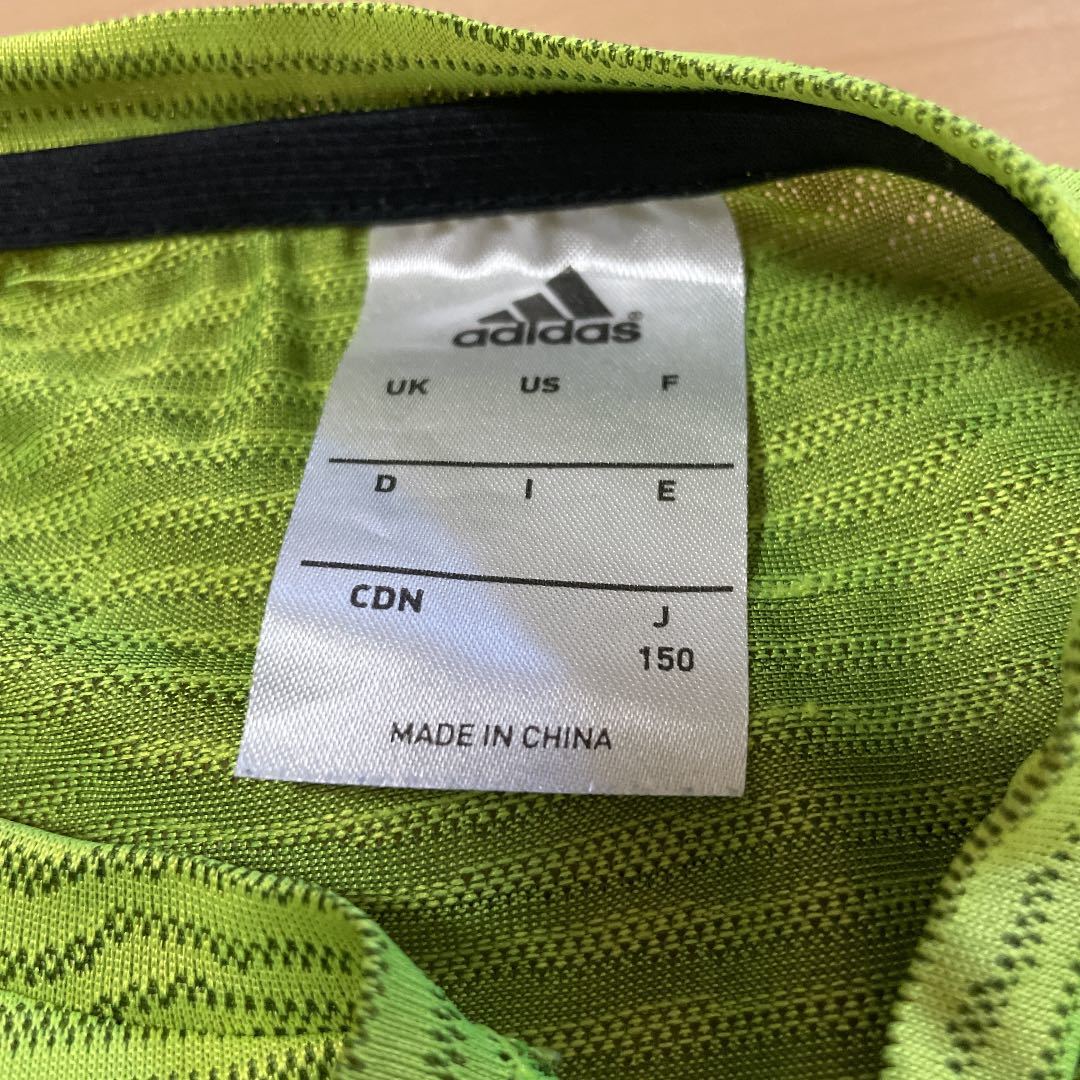 adidas®
UK US F
D I E
CDN J
150
MADE IN CHINA